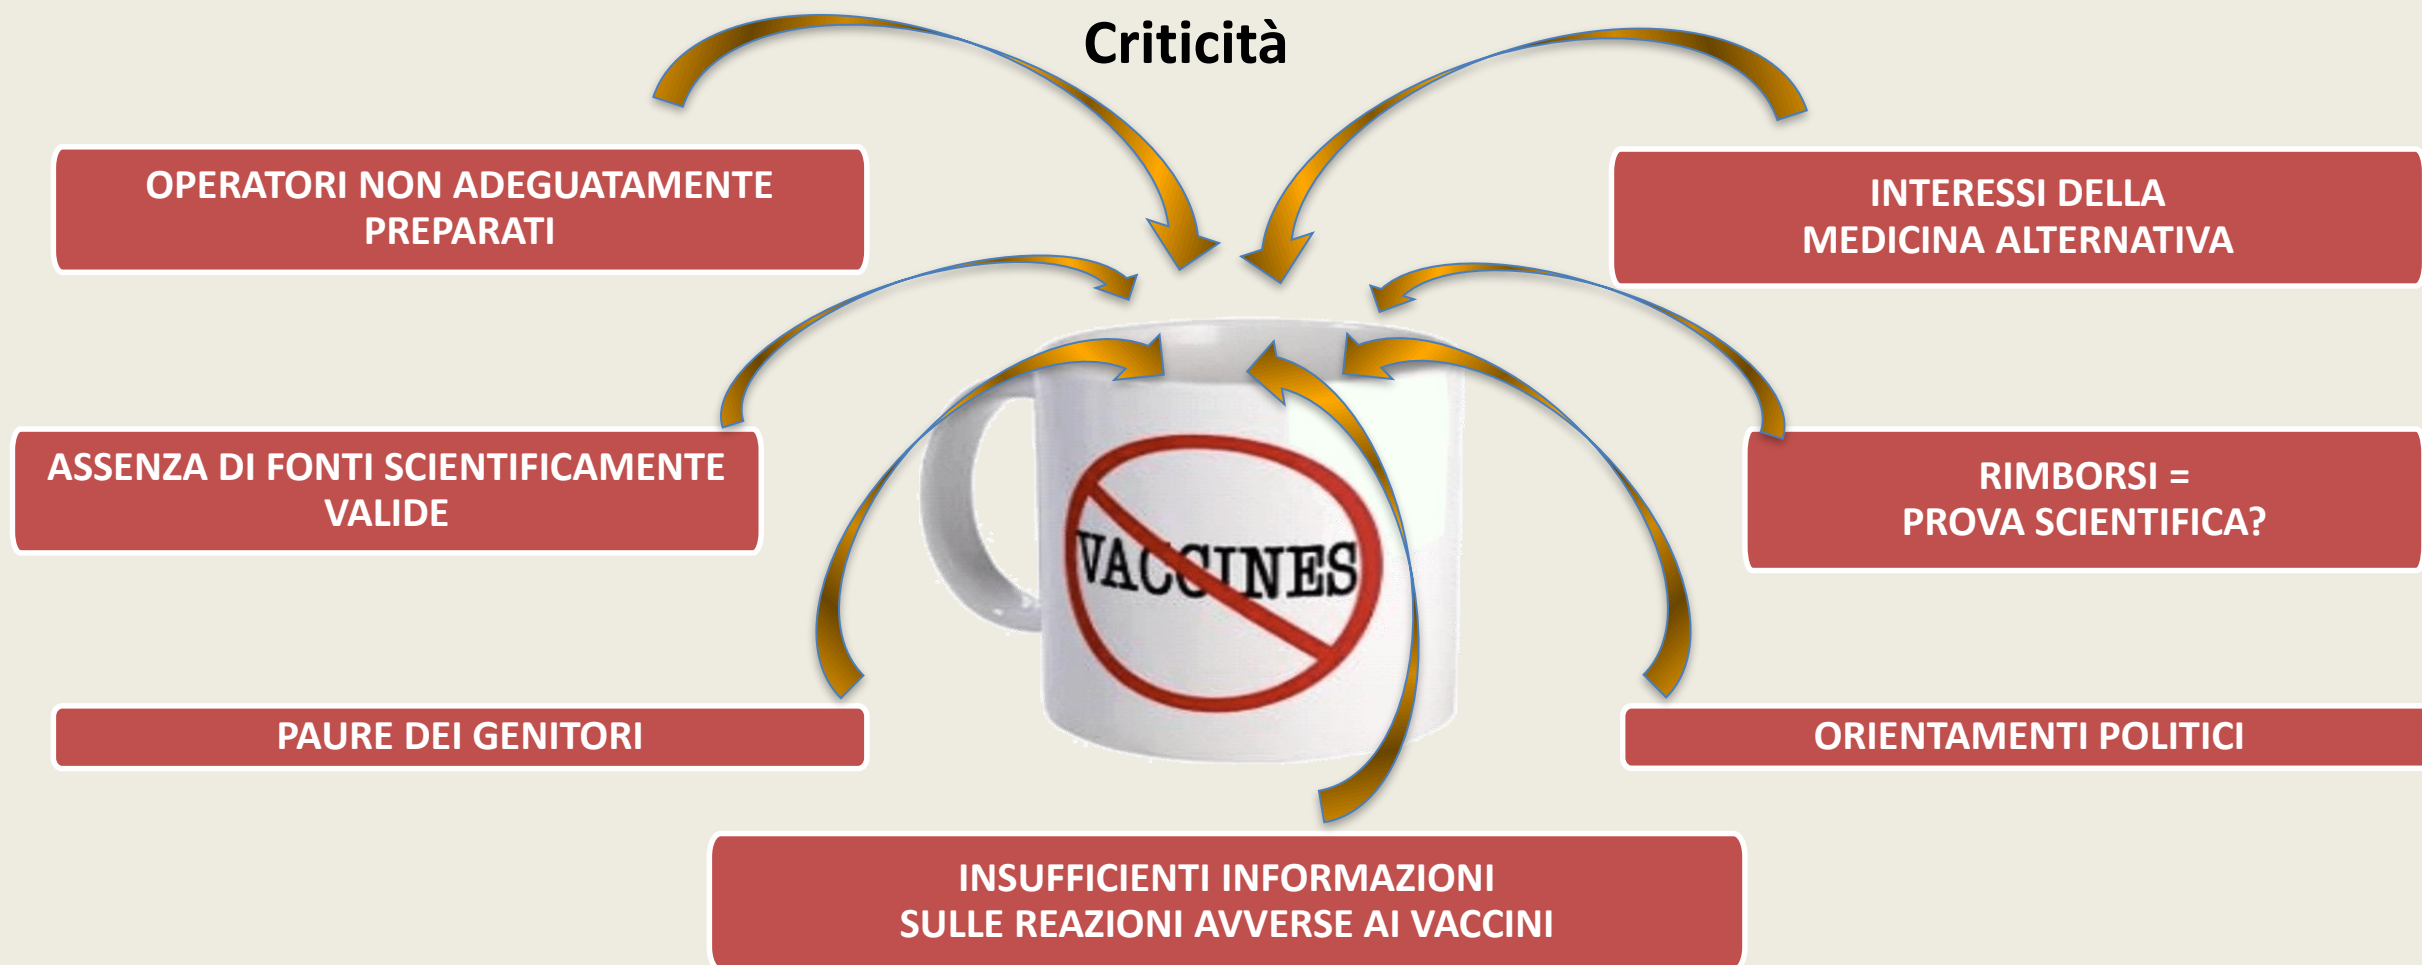 Criticità
OPERATORI NON ADEGUATAMENTE
PREPARATI
INTERESSI DELLA
MEDICINA ALTERNATIVA
ASSENZA DI FONTI SCIENTIFICAMENTE
VALIDE
RIMBORSI =
PROVA SCIENTIFICA?
VACCINES
PAURE DEI GENITORI
ORIENTAMENTI POLITICI
INSUFFICIENTI INFORMAZIONI
SULLE REAZIONI AVVERSE AI VACCINI